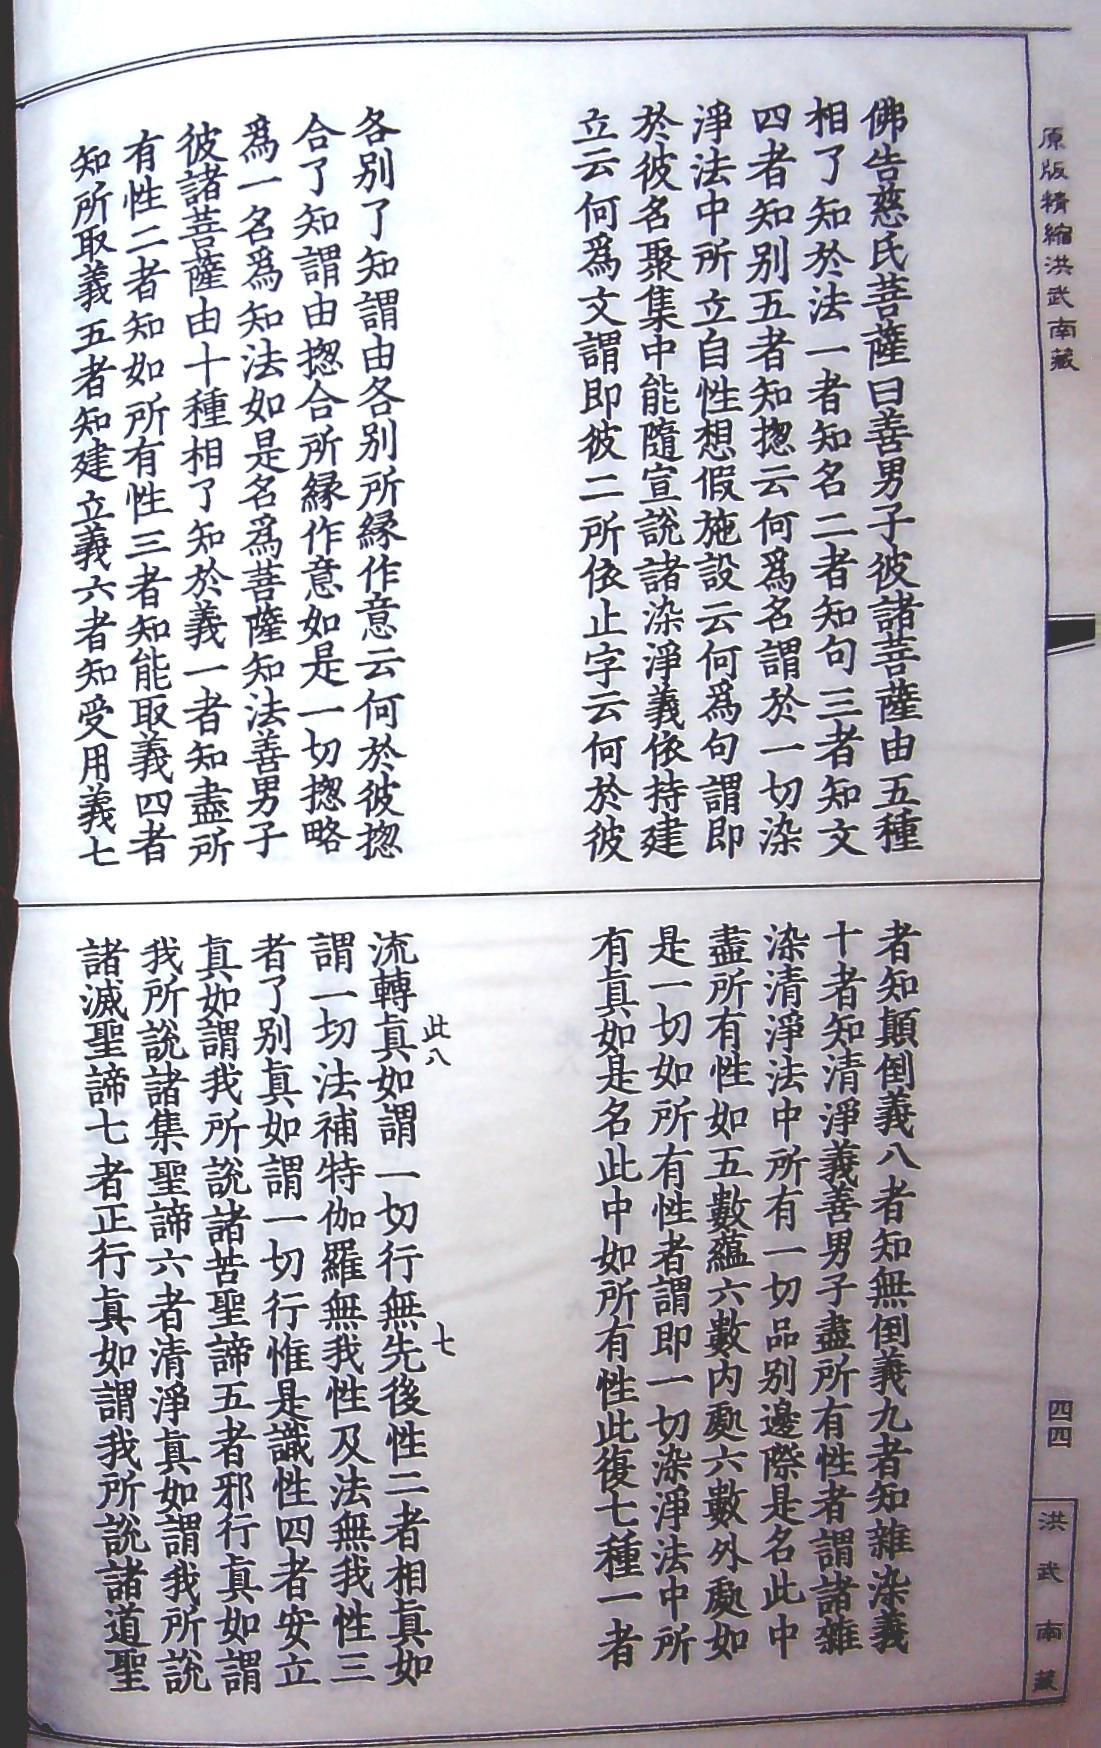 原版精縮洪武南藏
佛告慈氏菩薩曰善男子彼諸菩薩由五種
相了知於法一者知名二者知句三者知文
四者知別五者知揔云何爲名謂於一切染
淨法中所立自性想假施設云何爲句謂即
於彼名聚集中能隨宣說諸染淨義依持建
立云何爲文謂即彼二所依止字云何於彼
各別了知謂由各別所緣作意云何於彼揔
合了知謂由揔合所緣作意如是一切揔略
爲一名爲知法如是名爲菩薩知法善男子
彼諸菩薩由十種相了知於義一者知盡所
有性二者知如所有性三者知能取義四者
知所取義五者知建立義六者知受用義七
者知顛倒義八者知無倒義九者知雜染義
十者知清淨義善男子盡所有性者謂諸雜
染清淨法中所有一切品別邊際是名此中
盡所有性如五數蘊六數內處六數外處如
是一切如所有性者謂即一切染淨法中所
有真如是名此中如所有性此復七種一者
此八 七
流轉真如謂一切行無先後性二者相真如
謂一切法補特伽羅無我性及法無我性三
者了別真如謂一切行惟是識性四者安立
真如謂我所說諸苦聖諦五者邪行真如謂
我所說諸集聖諦六者清淨真如謂我所說
諸滅聖諦七者正行真如謂我所說諸道聖
四四
洪武南藏